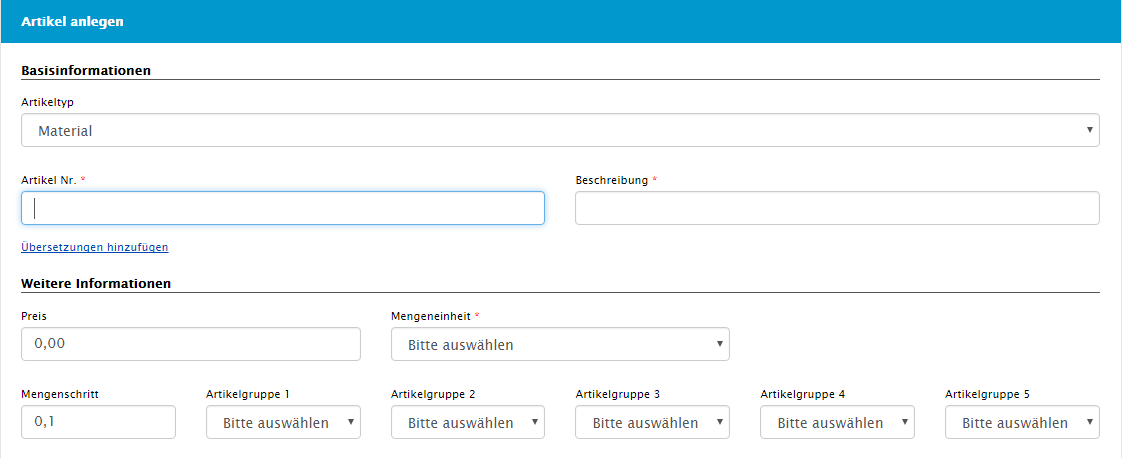 Artikel anlegen
Basisinformationen
Artikeltyp
Material
Artikel Nr. * Beschreibung *
Übersetzungen hinzufügen
Weitere Informationen
Preis Mengeneinheit *
0,00 Bitte auswählen
Mengenschritt Artikelgruppe 1 Artikelgruppe 2 Artikelgruppe 3 Artikelgruppe 4 Artikelgruppe 5
0,1 Bitte auswählen Bitte auswählen Bitte auswählen Bitte auswählen Bitte auswählen